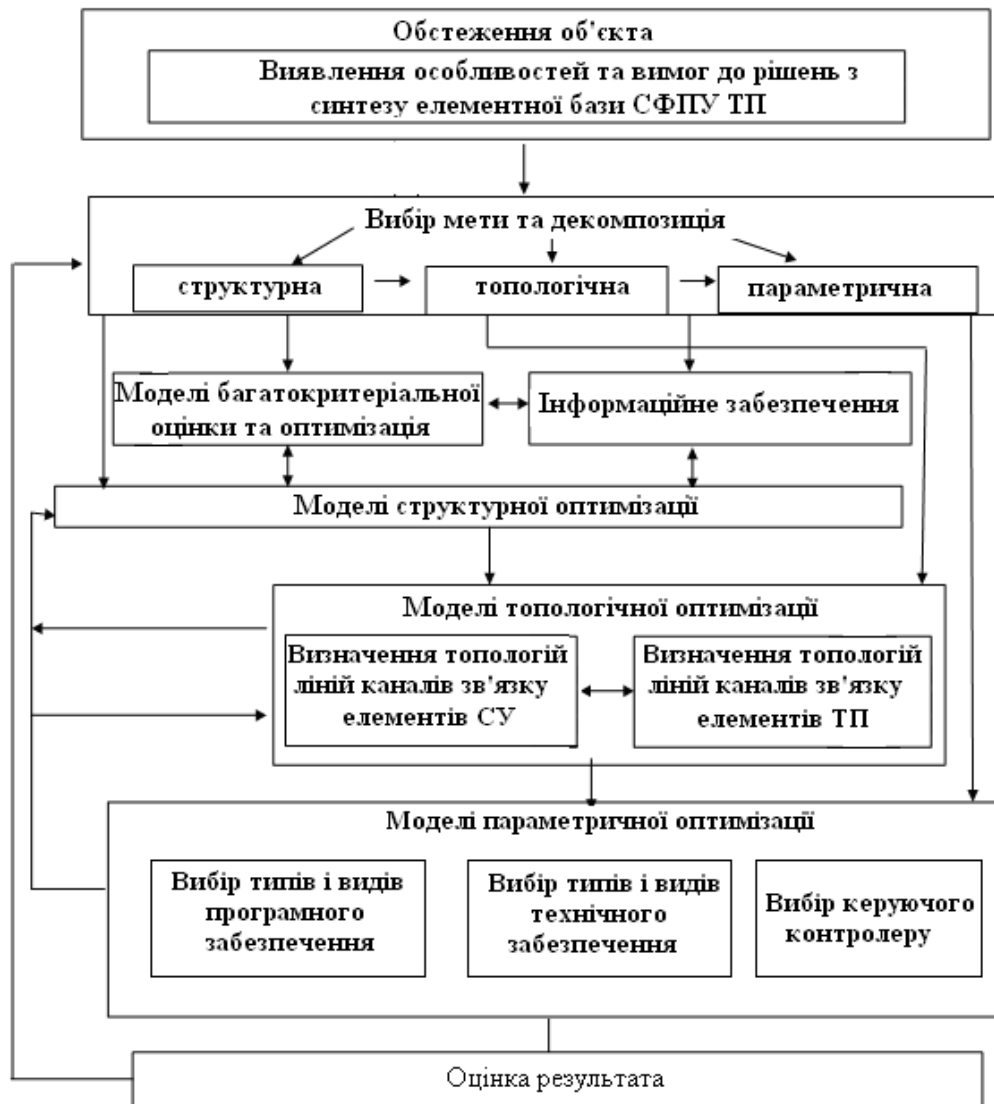 Обстеження об'єкта
Виявлення особливостей та вимог до рішень з
синтезу елементної бази СФПУ ТП
Вибір мети та декомпозиція
структурна
топологічна
параметрична
Моделі багатокритеріальної
оцінки та оптимізація
Інформаційне забезпечення
Моделі структурної оптимізації
Моделі топологічної оптимізації
Визначення топологій
ліній каналів зв'язку
елементів СУ
Визначення топологій
ліній каналів зв'язку
елементів ТП
Моделі параметричної оптимізації
Вибір типів і видів
програмного
забезпечення
Вибір типів і видів
технічного
забезпечення
Вибір керуючого
контролеру
Оцінка результата